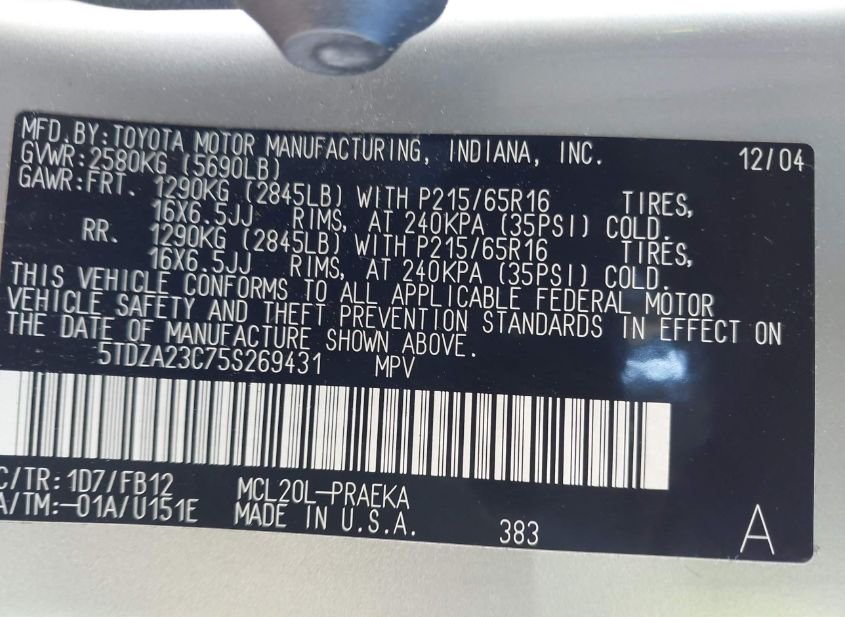 MFD.BY:TOYOTA MOTOR MANUFACTURING, INDIANA, INC. 12/04
GVWR:2580KG (5690LB)
GAWR:FRT. 1290KG (2845LB) WITH P215/65R16 TIRES,
16X6.5JJ RIMS, AT 240KPA (35PSI) COLD.
RR. 1290KG (2845LB) WITH P215/65R16 TIRES,
16X6.5JJ RIMS, AT 240KPA (35PSI) COLD.
THIS VEHICLE CONFORMS TO ALL APPLICABLE FEDERAL MOTOR
VEHICLE SAFETY AND THEFT PREVENTION STANDARDS IN EFFECT ON
THE DATE OF MANUFACTURE SHOWN ABOVE.
5TDZA23C75S269431 MPV
C/TR:1D7/FB12 MCL20L-PRAEKA
A/TM:-01A/U151E MADE IN U.S.A. 383 A